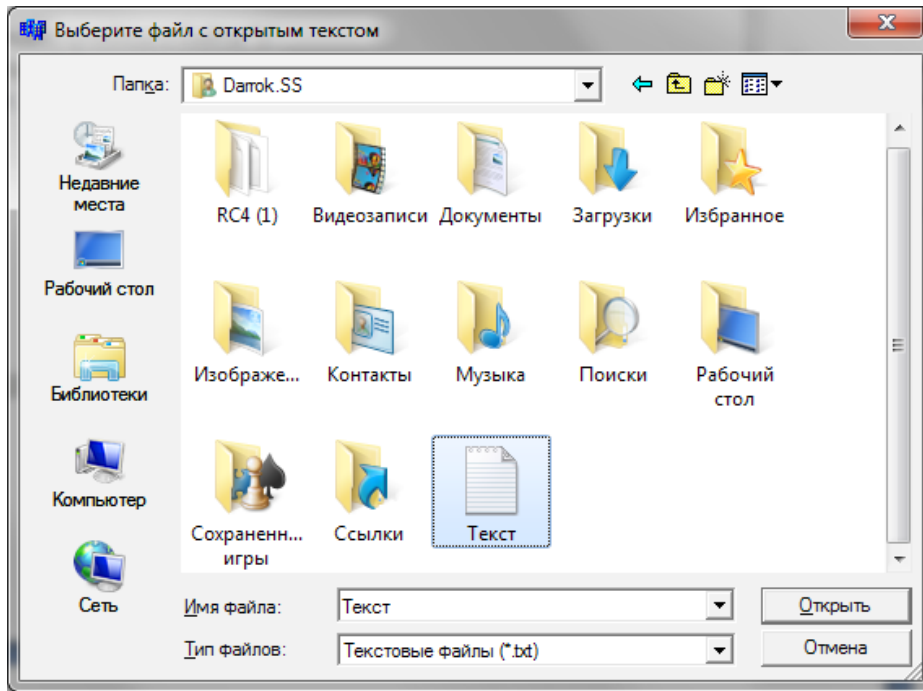 Выберите файл с открытым текстом
Папка:
Darrok.SS
Недавние
места
Рабочий стол
Библиотеки
Компьютер
Сеть
RC4 (1)
Видеозаписи
Документы
Загрузки
Избранное
Изображе...
Контакты
Музыка
Поиски
Рабочий
стол
Сохраненн...
игры
Ссылки
Текст
Имя файла:
Текст
Открыть
Тип файлов:
Текстовые файлы (*.txt)
Отмена